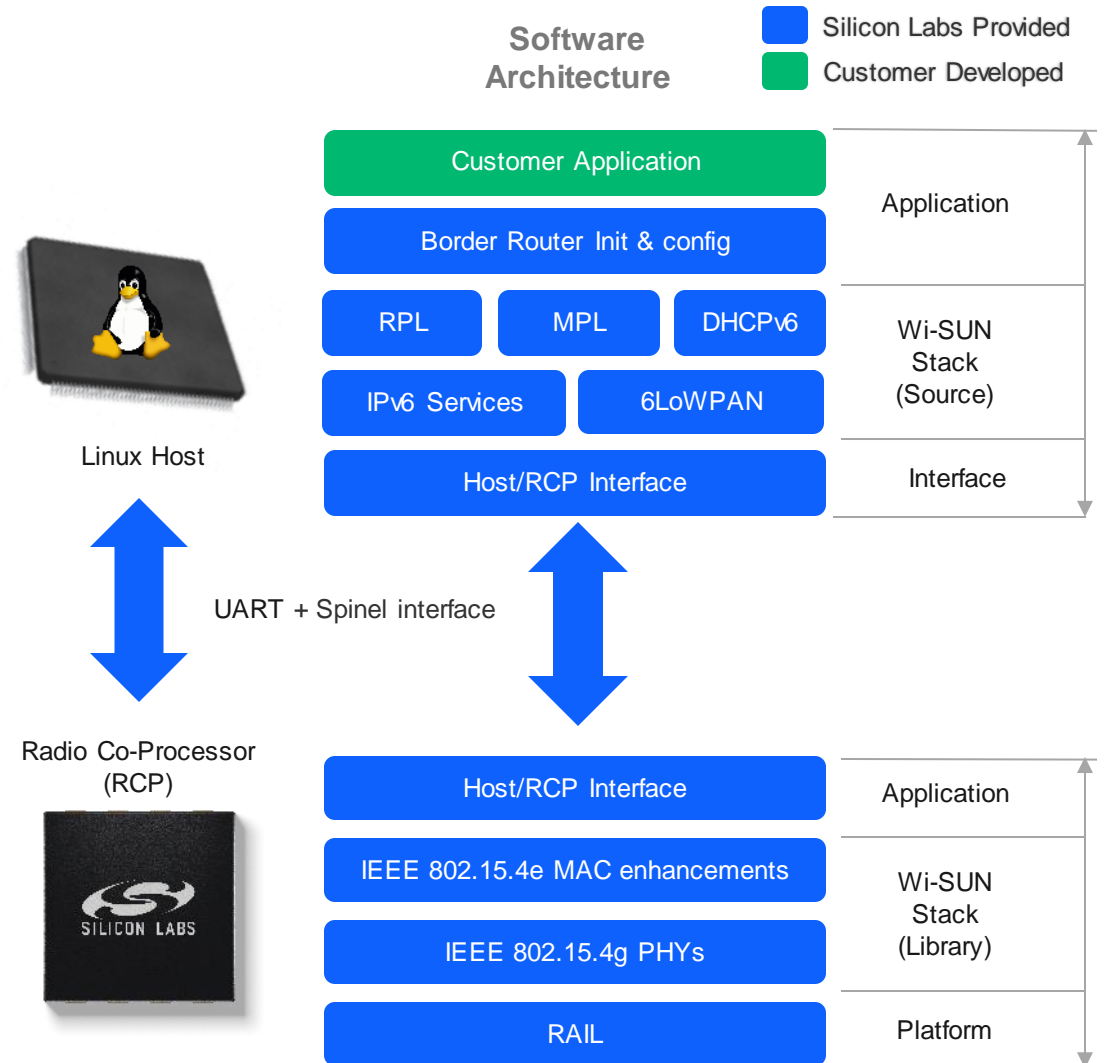 Software
Architecture
Silicon Labs Provided
Customer Developed
Customer Application
Border Router Init & config
Application
RPL
MPL
DHCPv6
IPv6 Services
6LoWPAN
Wi-SUN
Stack
(Source)
Linux Host
Host/RCP Interface
Interface
UART + Spinel interface
Radio Co-Processor
(RCP)
SILICON LABS
Host/RCP Interface
Application
IEEE 802.15.4e MAC enhancements
IEEE 802.15.4g PHYs
Wi-SUN
Stack
(Library)
RAIL
Platform